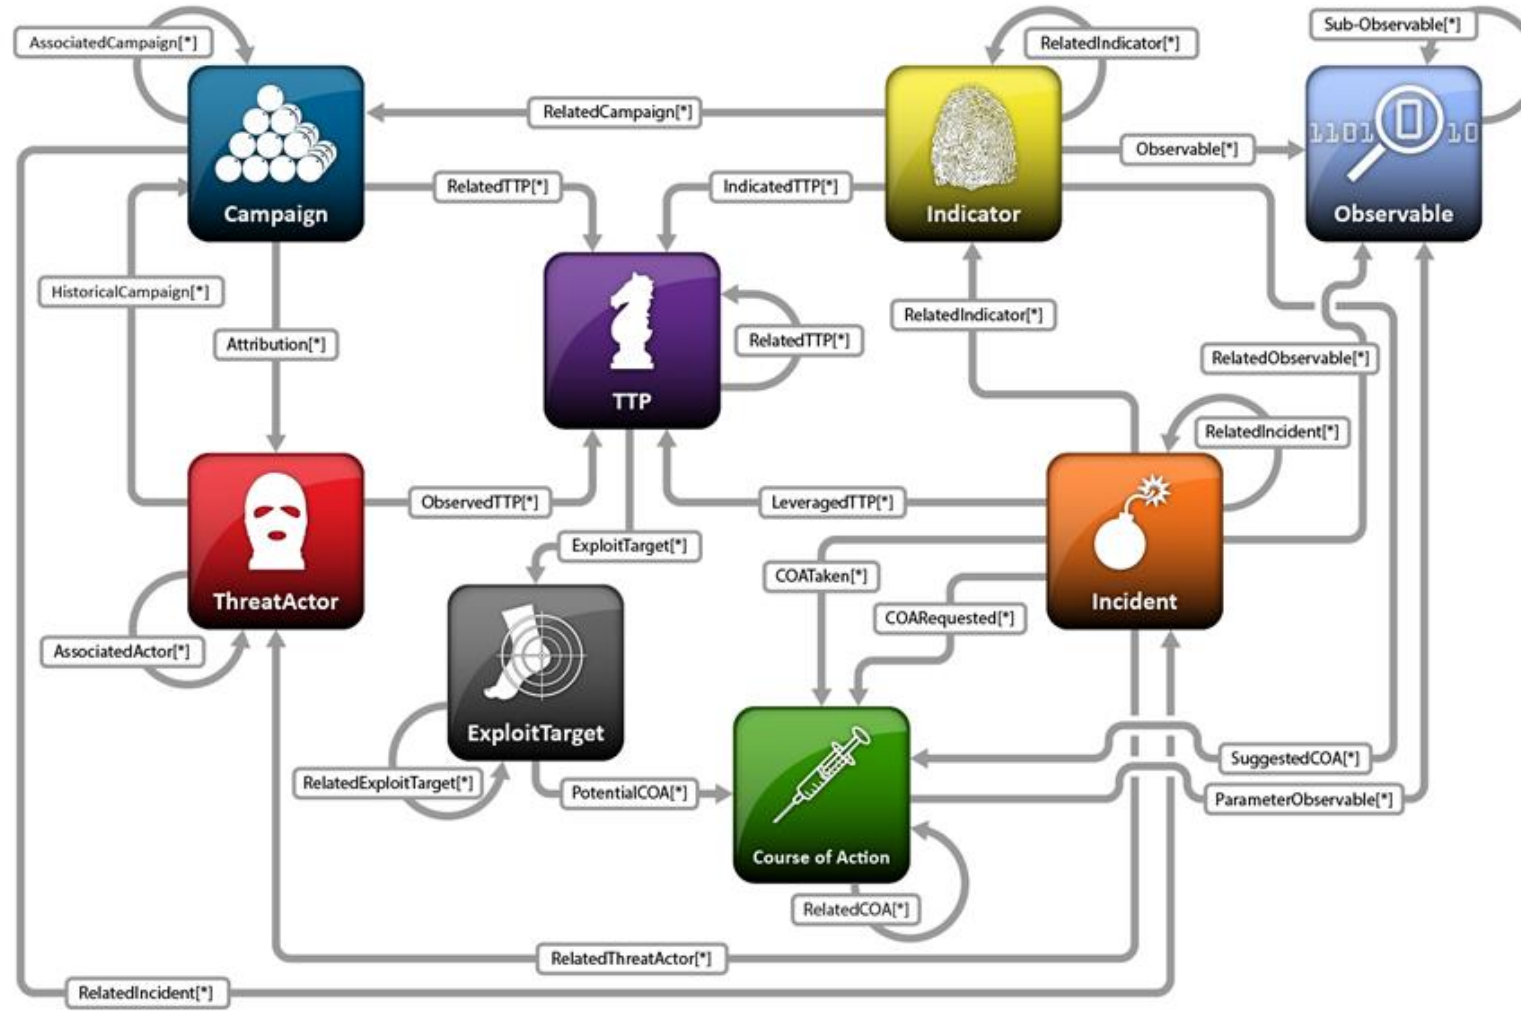 AssociatedCampaign[*]
RelatedIndicator[*]
Sub-Observable[*]
RelatedCampaign[*]
Observable[*]
1101 0 10
RelatedTTP[*]
IndicatedTTP[*]
Campaign
Indicator
Observable
HistoricalCampaign[*]
RelatedIndicator[*]
Attribution[*]
RelatedTTP[*]
RelatedObservable[*]
TTP
RelatedIncident[*]
ObservedTTP[*]
LeveragedTTP[*]
ExploitTarget[*]
COATaken[*]
ThreatActor
Incident
COARequested[*]
AssociatedActor[*]
ExploitTarget
SuggestedCOA[*]
RelatedExploitTarget[*]
PotentialCOA[*]
ParameterObservable[*]
Course of Action
RelatedCOA[*]
RelatedThreatActor[*]
RelatedIncident[*]